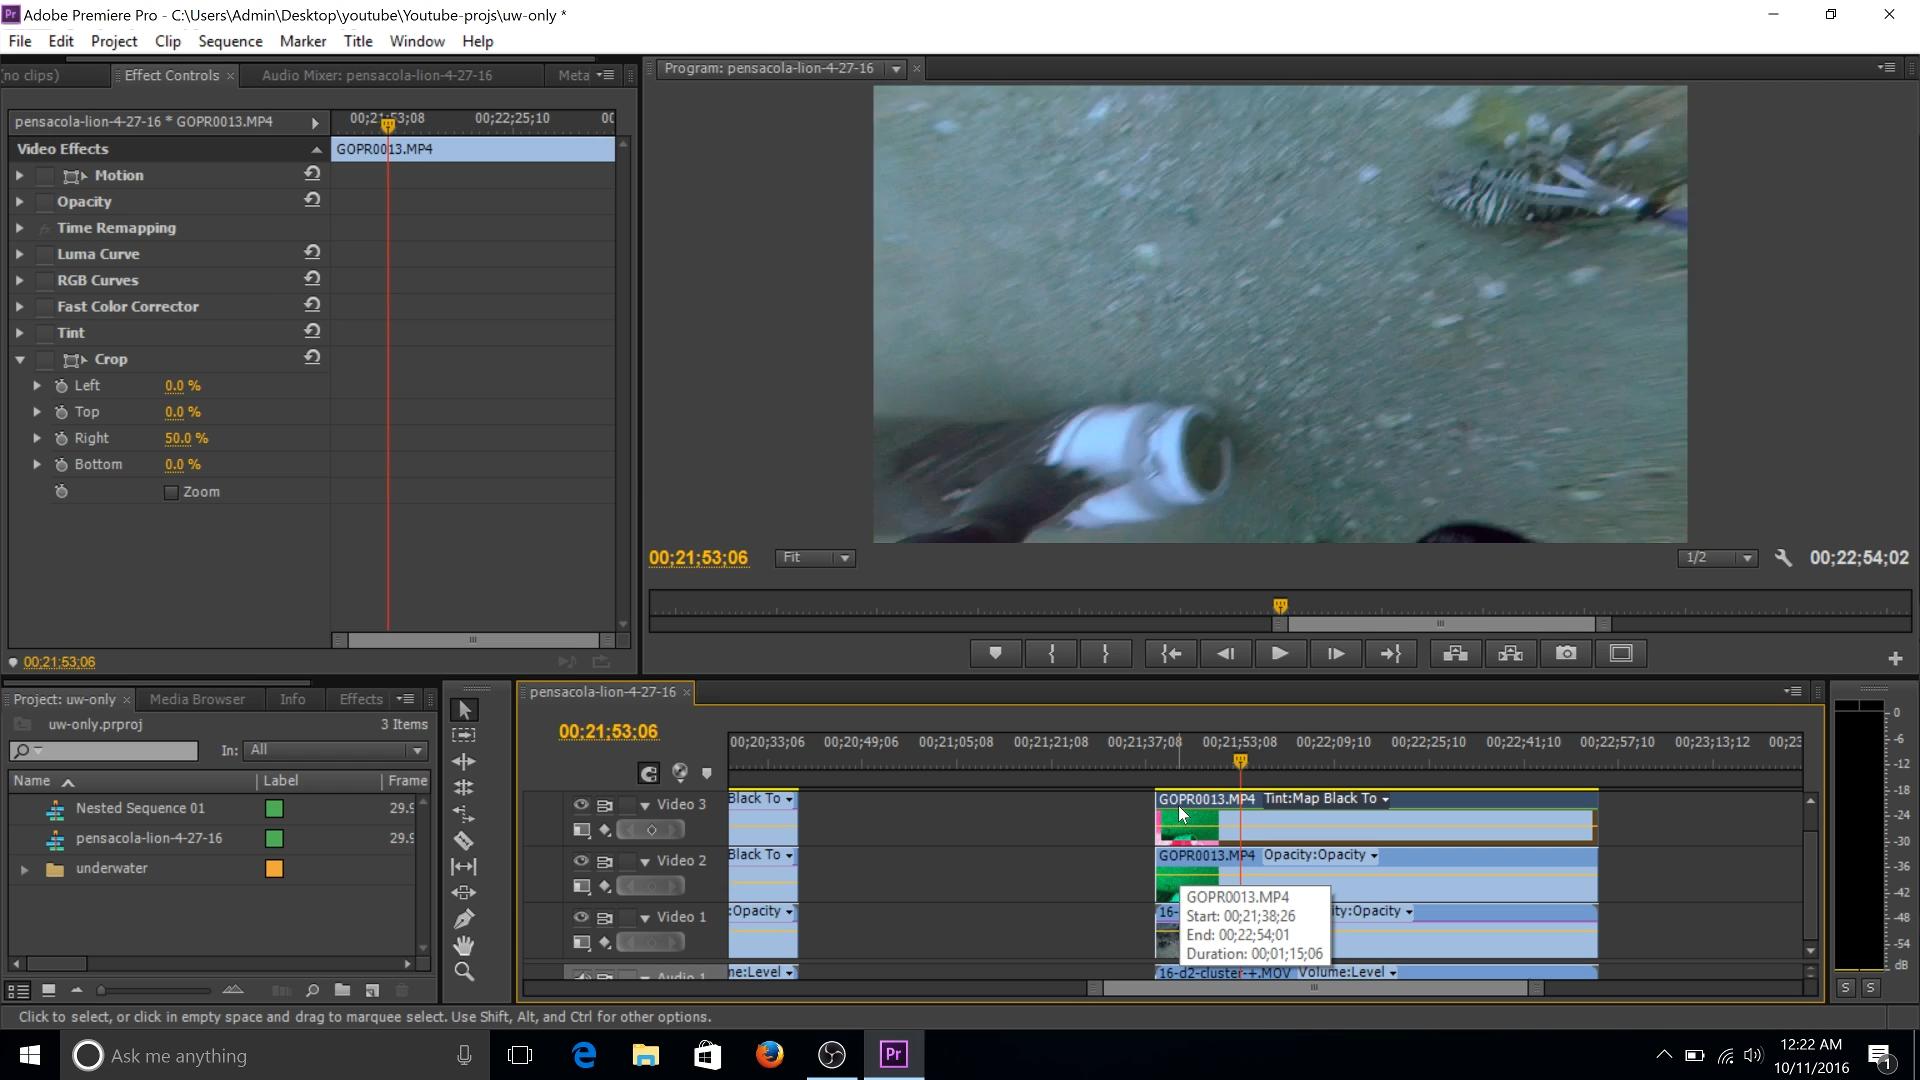 Pr Adobe Premiere Pro - C:\Users\Admin\Desktop\youtube\Youtube-projs\uw-only *
File Edit Project Clip Sequence Marker Title Window Help
(no clips) Effect Controls × Audio Mixer: pensacola-lion-4-27-16 Meta
Program: pensacola-lion-4-27-16 ×
pensacola-lion-4-27-16 * GOPR0013.MP4
00;21;53;08 00;22;25;10 00
Video Effects
GOPR0013.MP4
Motion
Opacity
Time Remapping
Luma Curve
RGB Curves
Fast Color Corrector
Tint
Crop
Left 0.0 %
Top 0.0 %
Right 50.0 %
Bottom 0.0 %
Zoom
00;21;53;06
00;21;53;06 Fit 1/2 00;22;54;02
Project: uw-only × Media Browser Info Effects
uw-only.prproj 3 Items
In: All
Name Label Frame
Nested Sequence 01 29.9
pensacola-lion-4-27-16 29.9
underwater
pensacola-lion-4-27-16 ×
00;21;53;06
00;20;33;06 00;20;49;06 00;21;05;08 00;21;21;08 00;21;37;08 00;21;53;08 00;22;09;10 00;22;25;10 00;22;41;10 00;22;57;10 00;23;13;12 00;23
Video 3 Black To GOPR0013.MP4 Tint:Map Black To
Video 2 Black To GOPR0013.MP4 Opacity:Opacity
Video 1 :Opacity 16- ity:Opacity
GOPR0013.MP4
Start: 00;21;38;26
End: 00;22;54;01
Duration: 00;01;15;06
Audio 1 me:Level 16-d2-cluster-+.MOV Volume:Level
0
-6
-12
-18
-24
-30
-36
-42
-48
-54
dB
S S
Click to select, or click in empty space and drag to marquee select. Use Shift, Alt, and Ctrl for other options.
Ask me anything
Pr
12:22 AM
10/11/2016
1